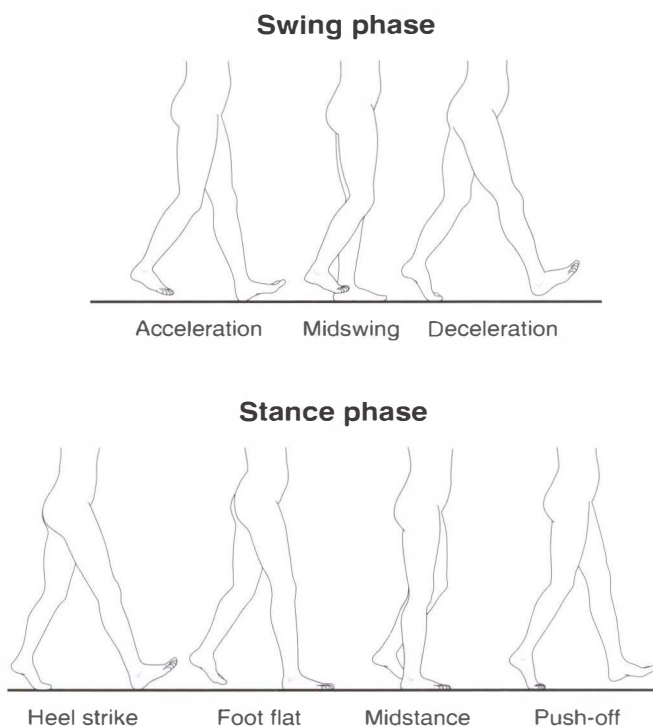 Swing phase
Acceleration Midswing Deceleration
Stance phase
Heel strike Foot flat Midstance Push-off